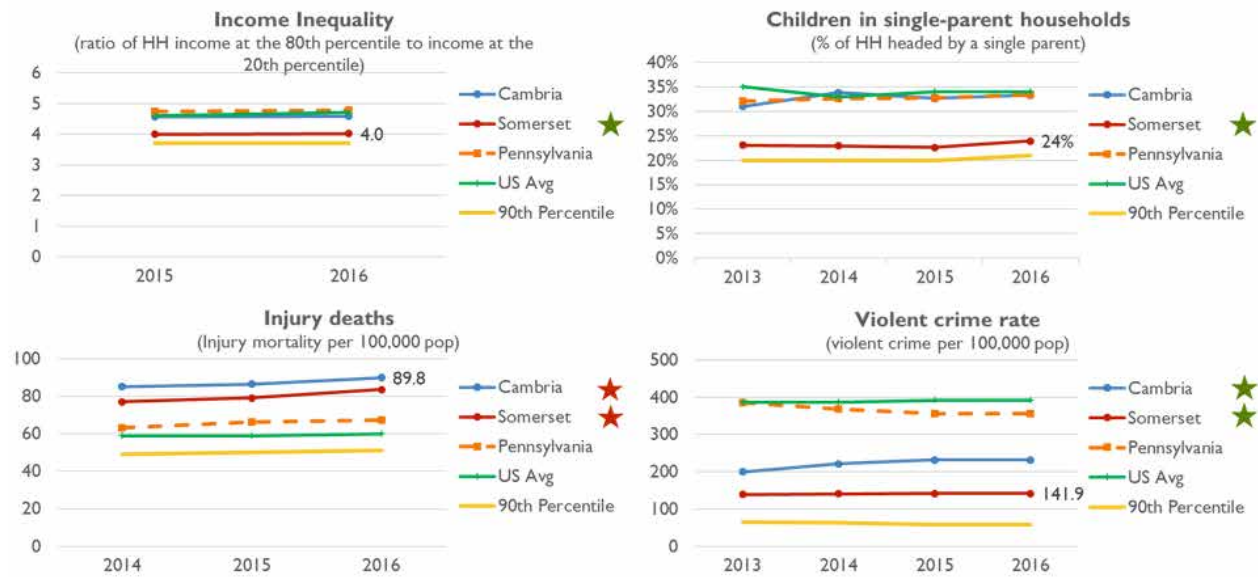 Income Inequality
(ratio of HH income at the 80th percentile to income at the
20th percentile)
6
5
4
3
2
1
0
4.0
2015 2016
Cambria
Somerset
Pennsylvania
US Avg
90th Percentile
Children in single-parent households
(% of HH headed by a single parent)
40%
35%
30%
25%
20%
15%
10%
5%
0%
24%
2013 2014 2015 2016
Cambria
Somerset
Pennsylvania
US Avg
90th Percentile
Injury deaths
(Injury mortality per 100,000 pop)
100
80
60
40
20
0
89.8
2014 2015 2016
Cambria
Somerset
Pennsylvania
US Avg
90th Percentile
Violent crime rate
(violent crime per 100,000 pop)
500
400
300
200
100
0
141.9
2013 2014 2015 2016
Cambria
Somerset
Pennsylvania
US Avg
90th Percentile